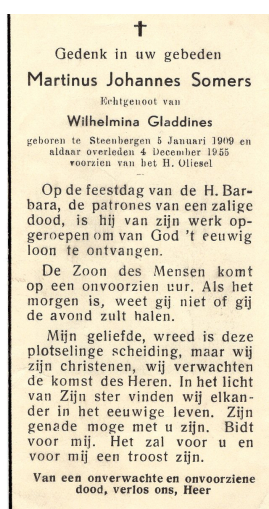 Gedenk in uw gebeden
Martinus Johannes Somers
Echtgenoot van
Wilhelmina Gladdines
geboren te Steenbergen 5 Januari 1909 en
aldaar overleden 4 December 1955
voorzien van het H. Oliesel
Op de feestdag van de H. Bar-
bara, de patrones van een zalige
dood, is hij van zijn werk op-
geroepen om van God 't eeuwig
loon te ontvangen.
De Zoon des Mensen komt
op een onvoorzien uur. Als het
morgen is, weet gij niet of gij
de avond zult halen.
Mijn geliefde, wreed is deze
plotselinge scheiding, maar wij
zijn christenen, wij verwachten
de komst des Heren. In het licht
van Zijn ster vinden wij elkan-
der in het eeuwige leven. Zijn
genade moge met u zijn. Bidt
voor mij. Het zal voor u en
voor mij een troost zijn.
Van een onverwachte en onvoorziene
dood, verlos ons, Heer